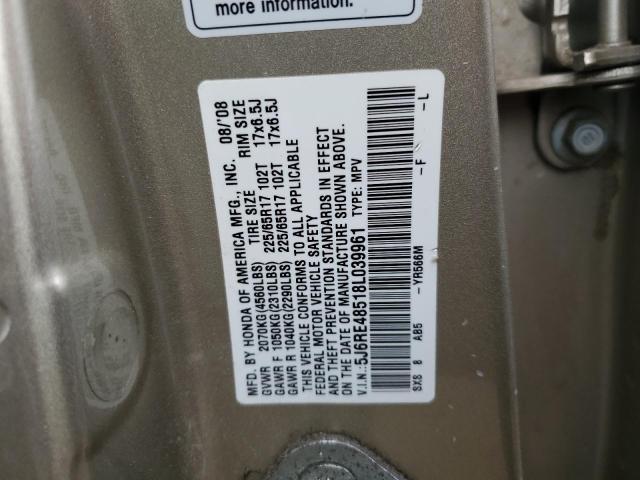 more information.
MFD. BY HONDA OF AMERICA MFG., INC. 08/'08
TIRE SIZE RIM SIZE
GVWR 2070KG(4560LBS)
GAWR F 1050KG(2310LBS) 225/65R17 102T 17x6.5J
GAWR R 1040KG(2290LBS) 225/65R17 102T 17x6.5J
THIS VEHICLE CONFORMS TO ALL APPLICABLE
FEDERAL MOTOR VEHICLE SAFETY
AND THEFT PREVENTION STANDARDS IN EFFECT
ON THE DATE OF MANUFACTURE SHOWN ABOVE.
V.I.N.:5J6RE48518L039961 TYPE: MPV
SXS 8 AB5 -YR566M -F -L